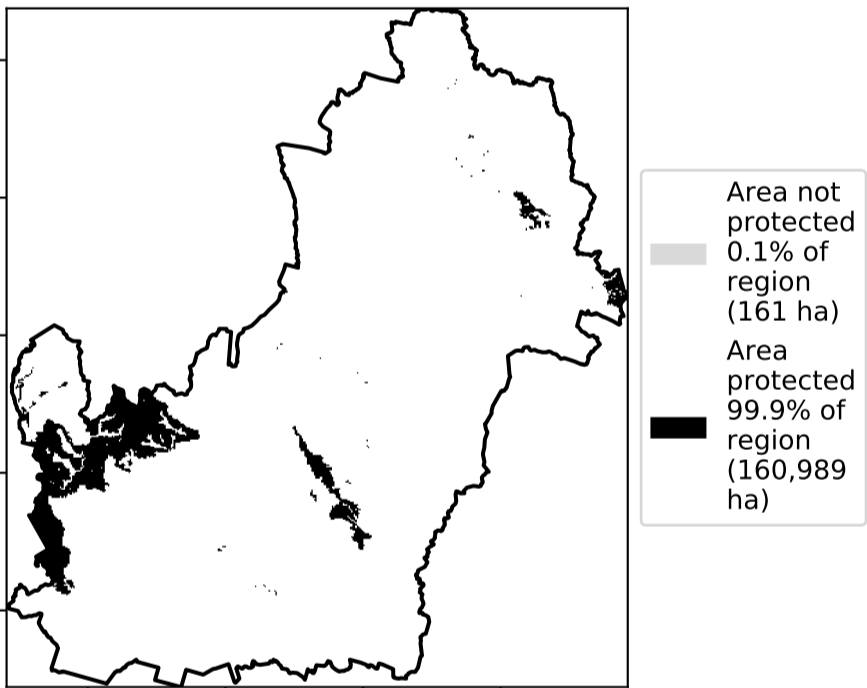 Area not
protected
0.1% of
region
(161 ha)
Area
protected
99.9% of
region
(160,989
ha)